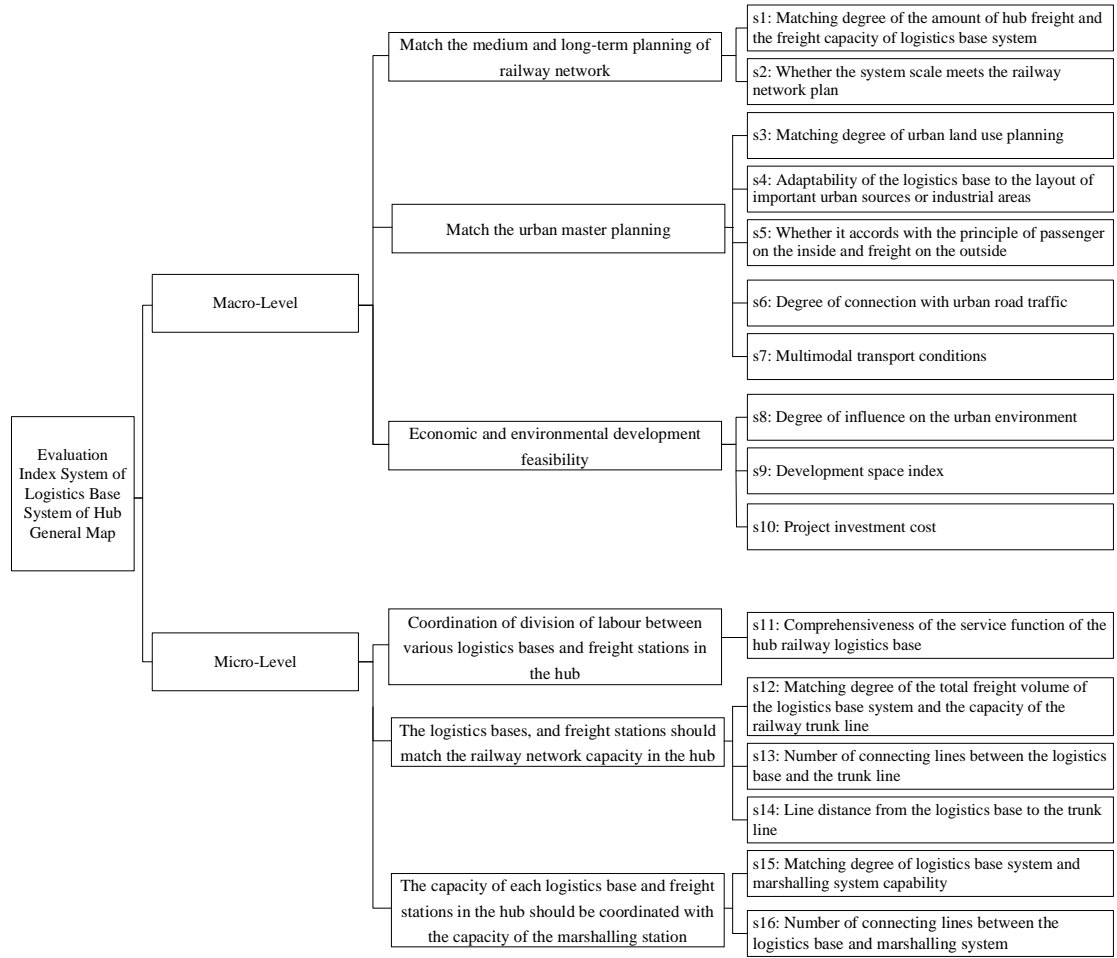 Evaluation
Index System of
Logistics Base
System of Hub
General Map
Macro-Level
Match the medium and long-term planning of
railway network
s1: Matching degree of the amount of hub freight and
the freight capacity of logistics base system
s2: Whether the system scale meets the railway
network plan
Match the urban master planning
s3: Matching degree of urban land use planning
s4: Adaptability of the logistics base to the layout of
important urban sources or industrial areas
s5: Whether it accords with the principle of passenger
on the inside and freight on the outside
s6: Degree of connection with urban road traffic
s7: Multimodal transport conditions
Economic and environmental development
feasibility
s8: Degree of influence on the urban environment
s9: Development space index
s10: Project investment cost
Micro-Level
Coordination of division of labour between
various logistics bases and freight stations in
the hub
s11: Comprehensiveness of the service function of the
hub railway logistics base
The logistics bases, and freight stations should
match the railway network capacity in the hub
s12: Matching degree of the total freight volume of
the logistics base system and the capacity of the
railway trunk line
s13: Number of connecting lines between the logistics
base and the trunk line
s14: Line distance from the logistics base to the trunk
line
The capacity of each logistics base and freight
stations in the hub should be coordinated with
the capacity of the marshalling station
s15: Matching degree of logistics base system and
marshalling system capability
s16: Number of connecting lines between the
logistics base and marshalling system